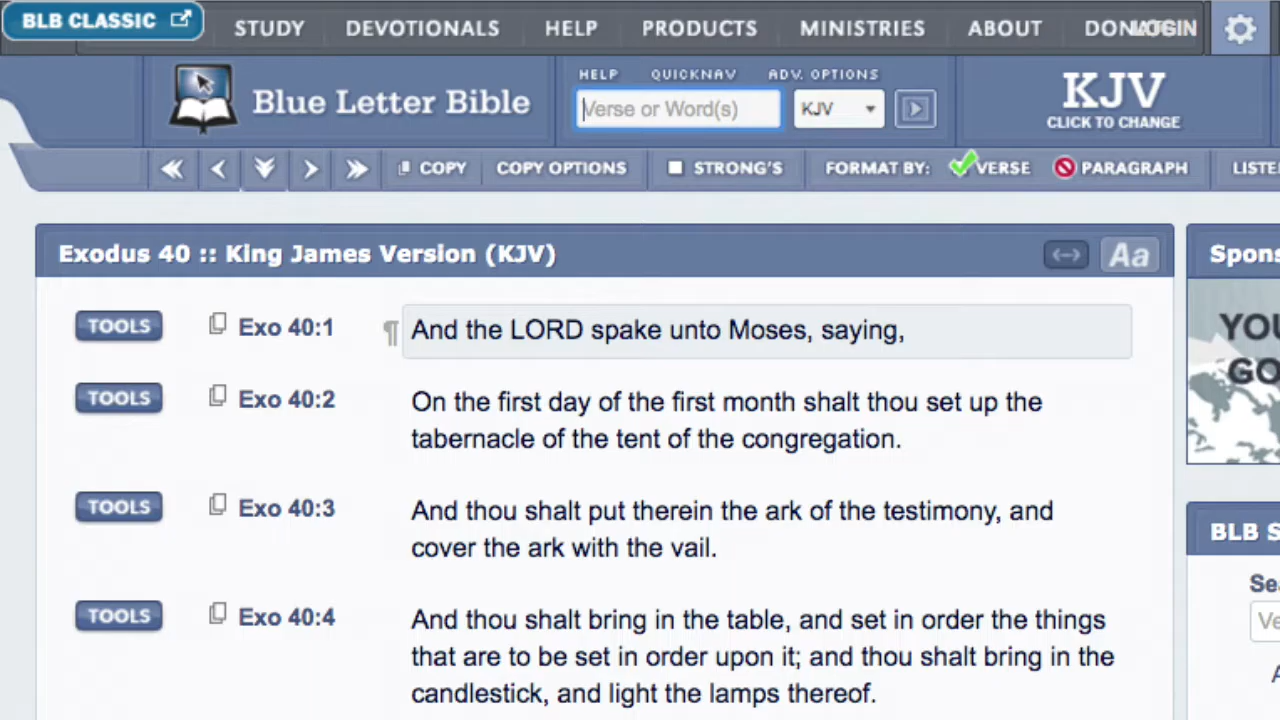 BLB CLASSIC
STUDY DEVOTIONALS HELP PRODUCTS MINISTRIES ABOUT LOGIN
Blue Letter Bible
HELP QUICKNAV ADV. OPTIONS
Verse or Word(s) KJV
KJV
CLICK TO CHANGE
COPY COPY OPTIONS STRONG'S FORMAT BY: VERSE PARAGRAPH
Exodus 40 :: King James Version (KJV) Aa
TOOLS Exo 40:1 ¶ And the LORD spake unto Moses, saying,
TOOLS Exo 40:2 On the first day of the first month shalt thou set up the
tabernacle of the tent of the congregation.
TOOLS Exo 40:3 And thou shalt put therein the ark of the testimony, and
cover the ark with the vail.
TOOLS Exo 40:4 And thou shalt bring in the table, and set in order the things
that are to be set in order upon it; and thou shalt bring in the
candlestick, and light the lamps thereof.
BLB